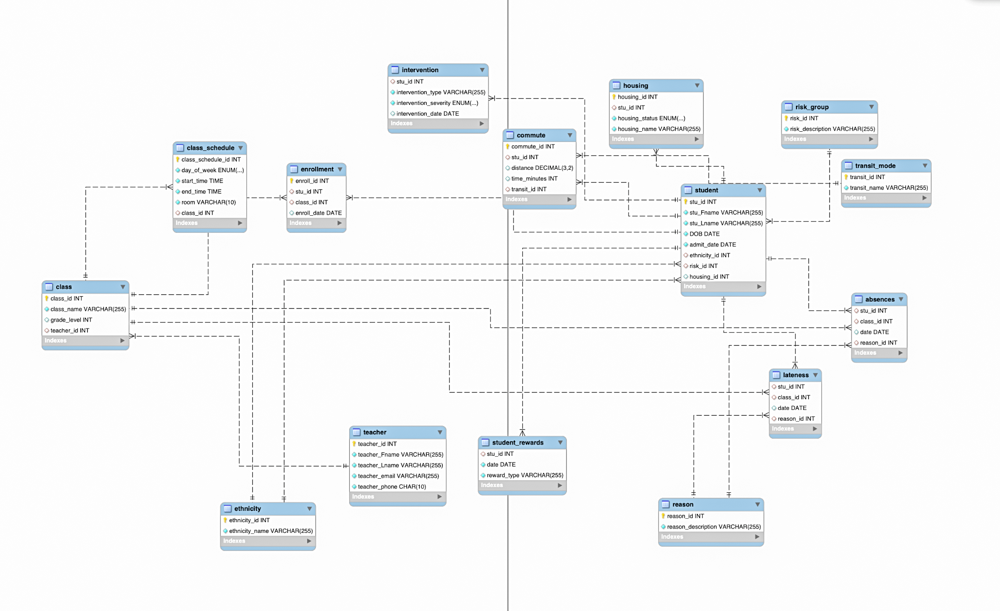 intervention
stu_id INT
intervention_type VARCHAR(255)
intervention_severity ENUM(...)
intervention_date DATE
Indexes
housing
housing_id INT
stu_id INT
housing_status ENUM(...)
housing_name VARCHAR(255)
Indexes
risk_group
risk_id INT
risk_description VARCHAR(255)
Indexes
commute
commute_id INT
stu_id INT
distance DECIMAL(3,2)
time_minutes INT
transit_id INT
Indexes
class_schedule
class_schedule_id INT
day_of_week ENUM(...)
start_time TIME
end_time TIME
room VARCHAR(10)
class_id INT
Indexes
enrollment
enroll_id INT
stu_id INT
class_id INT
enroll_date DATE
Indexes
transit_mode
transit_id INT
transit_name VARCHAR(255)
Indexes
student
stu_id INT
stu_Fname VARCHAR(255)
stu_Lname VARCHAR(255)
DOB DATE
admit_date DATE
ethnicity_id INT
risk_id INT
housing_id INT
Indexes
class
class_id INT
class_name VARCHAR(255)
grade_level INT
teacher_id INT
Indexes
absences
stu_id INT
class_id INT
date DATE
reason_id INT
Indexes
lateness
stu_id INT
class_id INT
date DATE
reason_id INT
Indexes
teacher
teacher_id INT
teacher_Fname VARCHAR(255)
teacher_Lname VARCHAR(255)
teacher_email VARCHAR(255)
teacher_phone CHAR(10)
Indexes
student_rewards
stu_id INT
date DATE
reward_type VARCHAR(255)
Indexes
ethnicity
ethnicity_id INT
ethnicity_name VARCHAR(255)
Indexes
reason
reason_id INT
reason_description VARCHAR(255)
Indexes